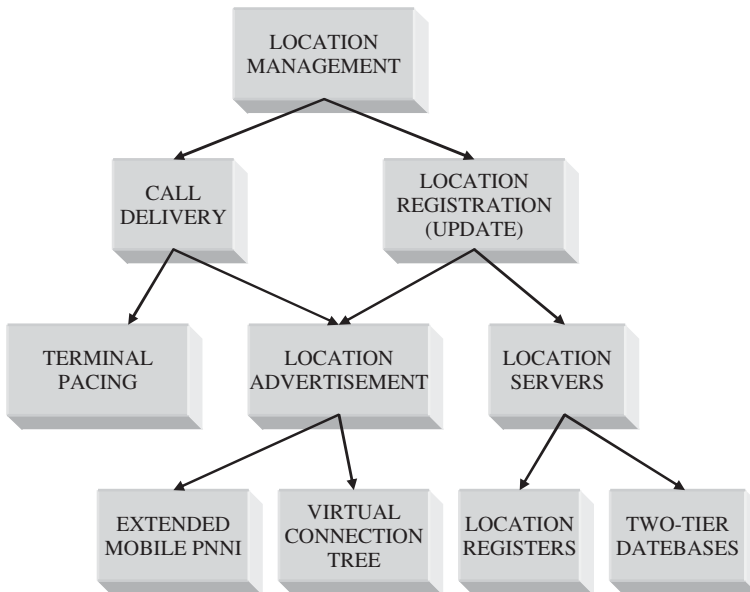 LOCATION
MANAGEMENT
CALL
DELIVERY
LOCATION
REGISTRATION
(UPDATE)
TERMINAL
PACING
LOCATION
ADVERTISEMENT
LOCATION
SERVERS
EXTENDED
MOBILE PNNI
VIRTUAL
CONNECTION
TREE
LOCATION
REGISTERS
TWO-TIER
DATEBASES